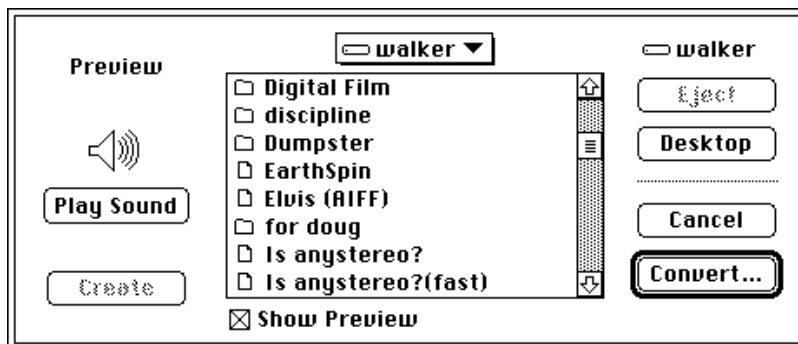 Preview
Play Sound
Create
walker
Digital Film
discipline
Dumpster
EarthSpin
Elvis (AIFF)
for doug
Is anystereo?
Is anystereo?(fast)
Show Preview
walker
Eject
Desktop
Cancel
Convert...